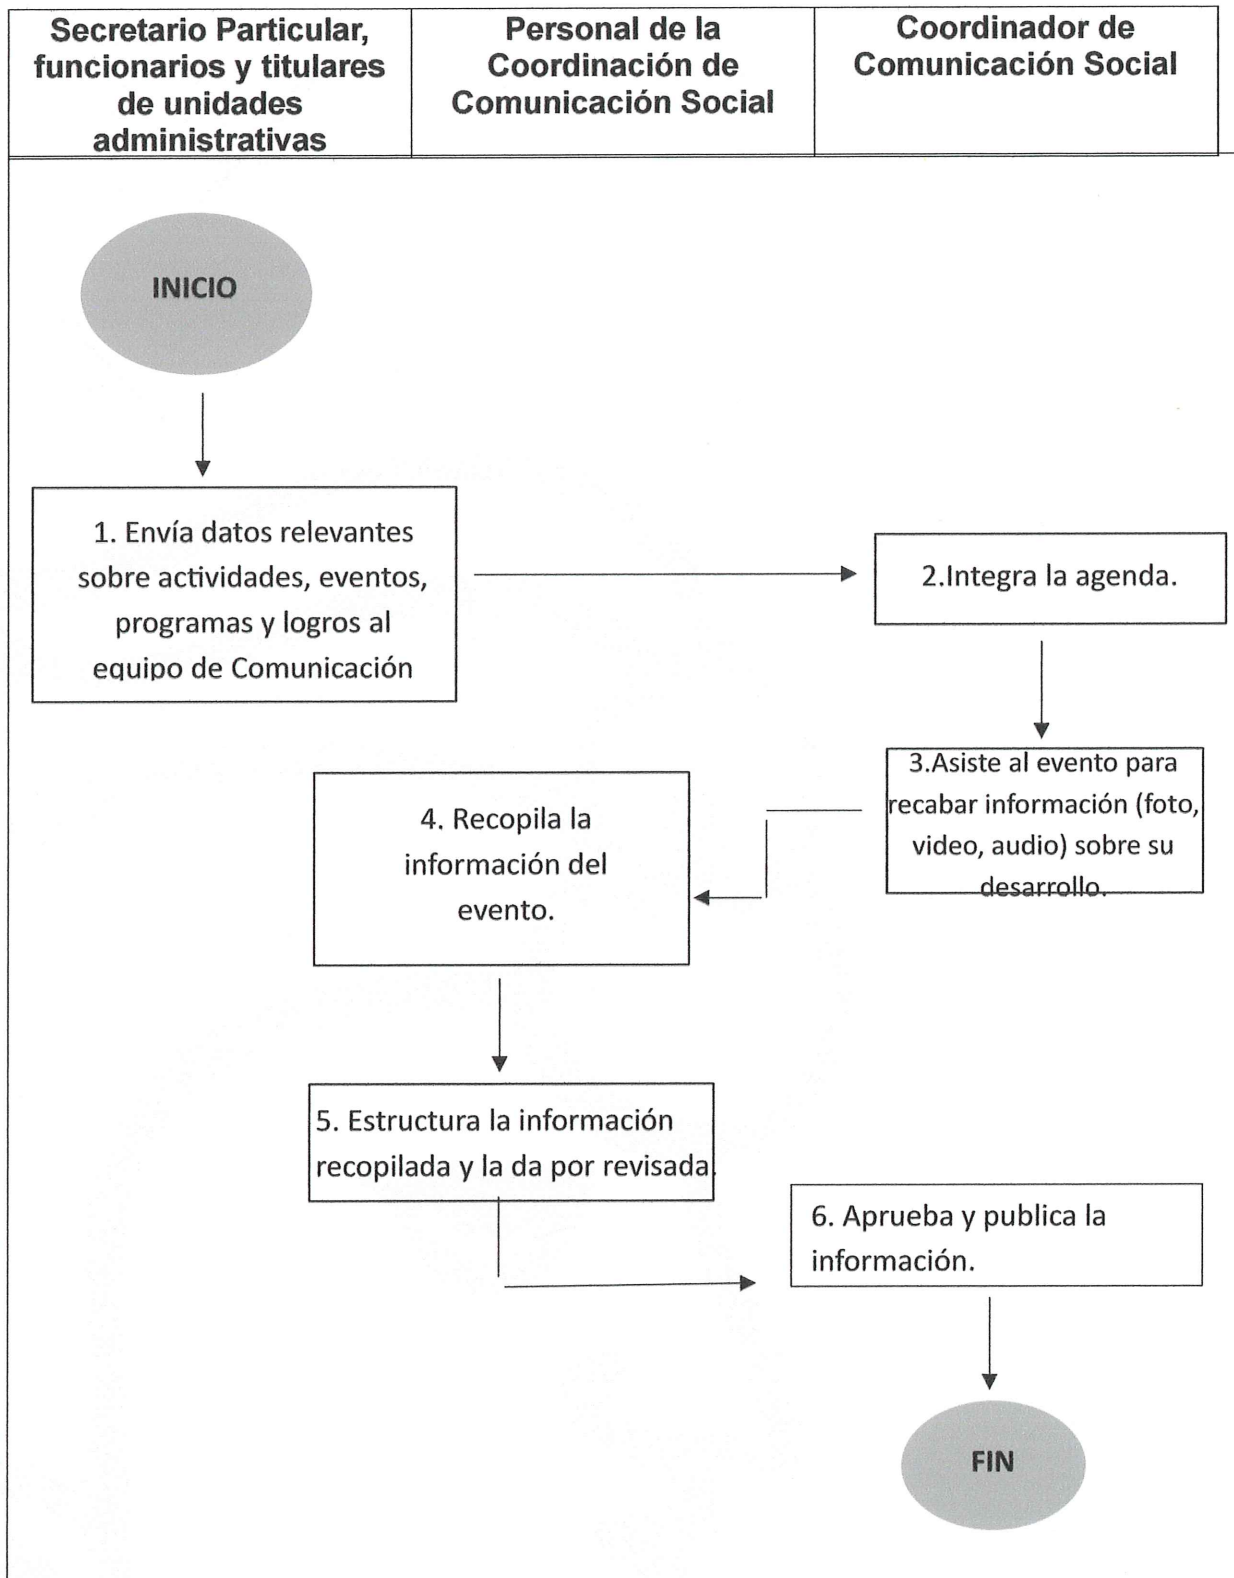 Secretario Particular,
funcionarios y titulares
de unidades
administrativas
Personal de la
Coordinación de
Comunicación Social
Coordinador de
Comunicación Social
INICIO
1. Envía datos relevantes
sobre actividades, eventos,
programas y logros al
equipo de Comunicación
2.Integra la agenda.
3.Asiste al evento para
recabar información (foto,
video, audio) sobre su
desarrollo.
4. Recopila la
información del
evento.
5. Estructura la información
recopilada y la da por revisada.
6. Aprueba y publica la
información.
FIN